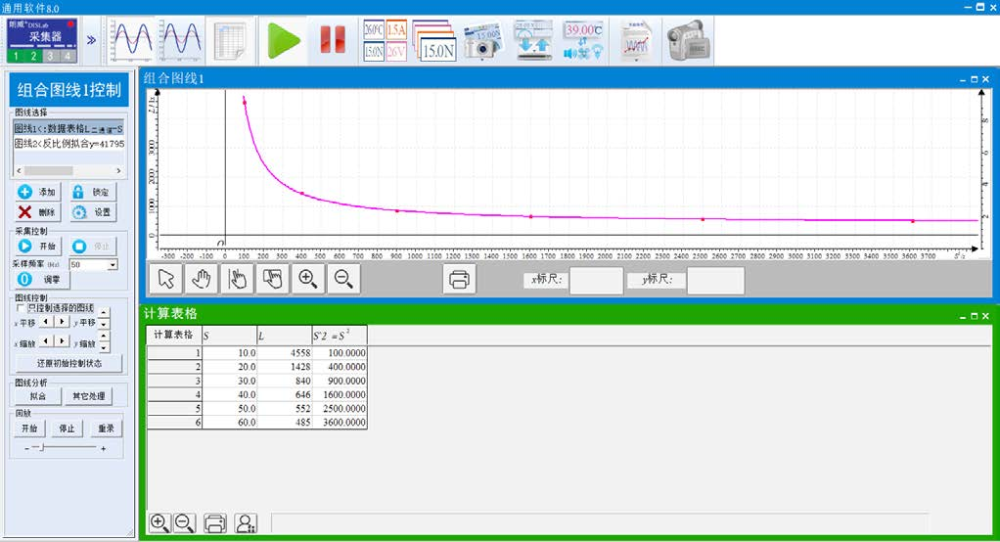 通用软件8.0
朗威®DISLab
采集器
1 2 3 4
260.0℃ 1.5A
15.0N 26V
15.0N
15.00N
39.00℃
组合图线1控制
图线选择
图线1<:数据表格L二通道-S
图线2<反比例拟合y=41795
添加 锁定
删除 设置
采集控制
开始 停止
采样频率 (Hz) 50
调零
图线控制
只控制选择的图线
x平移 y平移
x缩放 y缩放
还原初始控制状态
图线分析
拟合 其它处理
回放
开始 停止 重录
- +
组合图线1
3000
2000
1000
0
O
8
6
4
2
-300 -200 -100 0 100 200 300 400 500 600 700 800 900 1000 1100 1200 1300 1400 1500 1600 1700 1800 1900 2000 2100 2200 2300 2400 2500 2600 2700 2800 2900 3000 3100 3200 3300 3400 3500 3600 3700
x标尺: y标尺:
计算表格
计算表格 S L S^2 =S²
1 10.0 4558 100.0000
2 20.0 1428 400.0000
3 30.0 840 900.0000
4 40.0 646 1600.0000
5 50.0 552 2500.0000
6 60.0 485 3600.0000